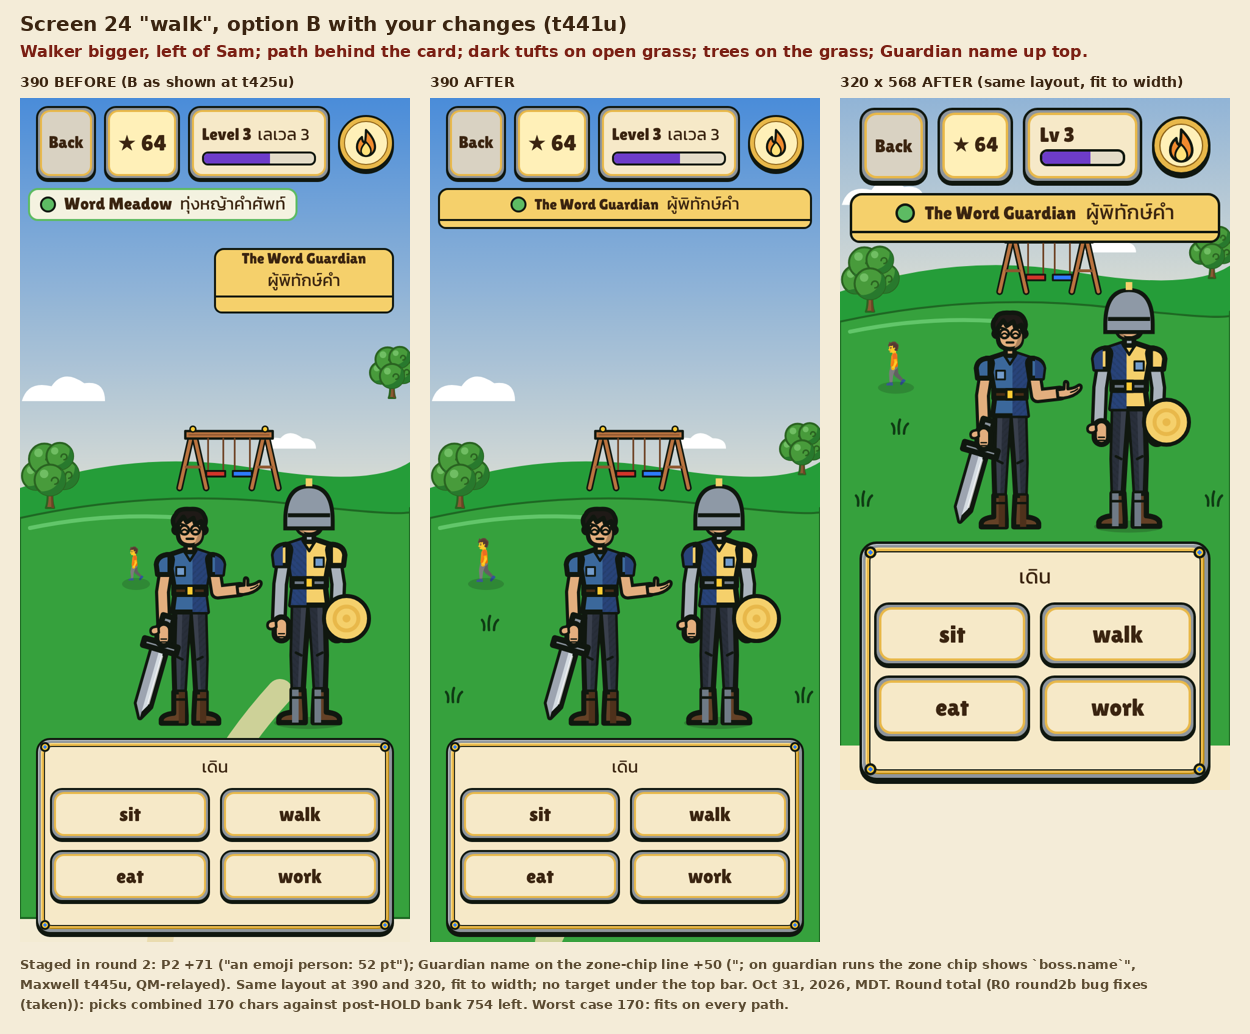 Screen 24 "walk", option B with your changes (t441u)
Walker bigger, left of Sam; path behind the card; dark tufts on open grass; trees on the grass; Guardian name up top.
390 BEFORE (B as shown at t425u)
Back
★ 64
Level 3 เลเวล 3
Word Meadow ทุ่งหญ้าคำศัพท์
The Word Guardian
ผู้พิทักษ์คำ
เดิน
sit
walk
eat
work
390 AFTER
Back
★ 64
Level 3 เลเวล 3
The Word Guardian ผู้พิทักษ์คำ
เดิน
sit
walk
eat
work
320 x 568 AFTER (same layout, fit to width)
Back
★ 64
Lv 3
The Word Guardian ผู้พิทักษ์คำ
เดิน
sit
walk
eat
work
Staged in round 2: P2 +71 ("an emoji person: 52 pt"); Guardian name on the zone-chip line +50 ("; on guardian runs the zone chip shows `boss.name`",
Maxwell t445u, QM-relayed). Same layout at 390 and 320, fit to width; no target under the top bar. Oct 31, 2026, MDT. Round total (R0 round2b bug fixes
(taken)): picks combined 170 chars against post-HOLD bank 754 left. Worst case 170: fits on every path.